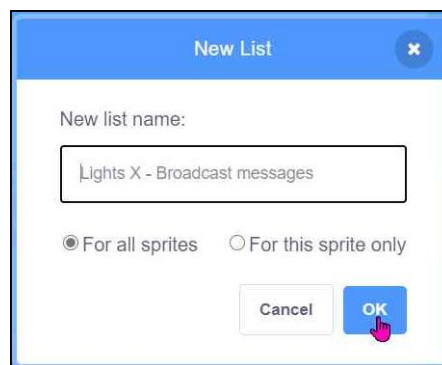 New List
New list name:
Lights X - Broadcast messages
For all sprites For this sprite only
Cancel OK